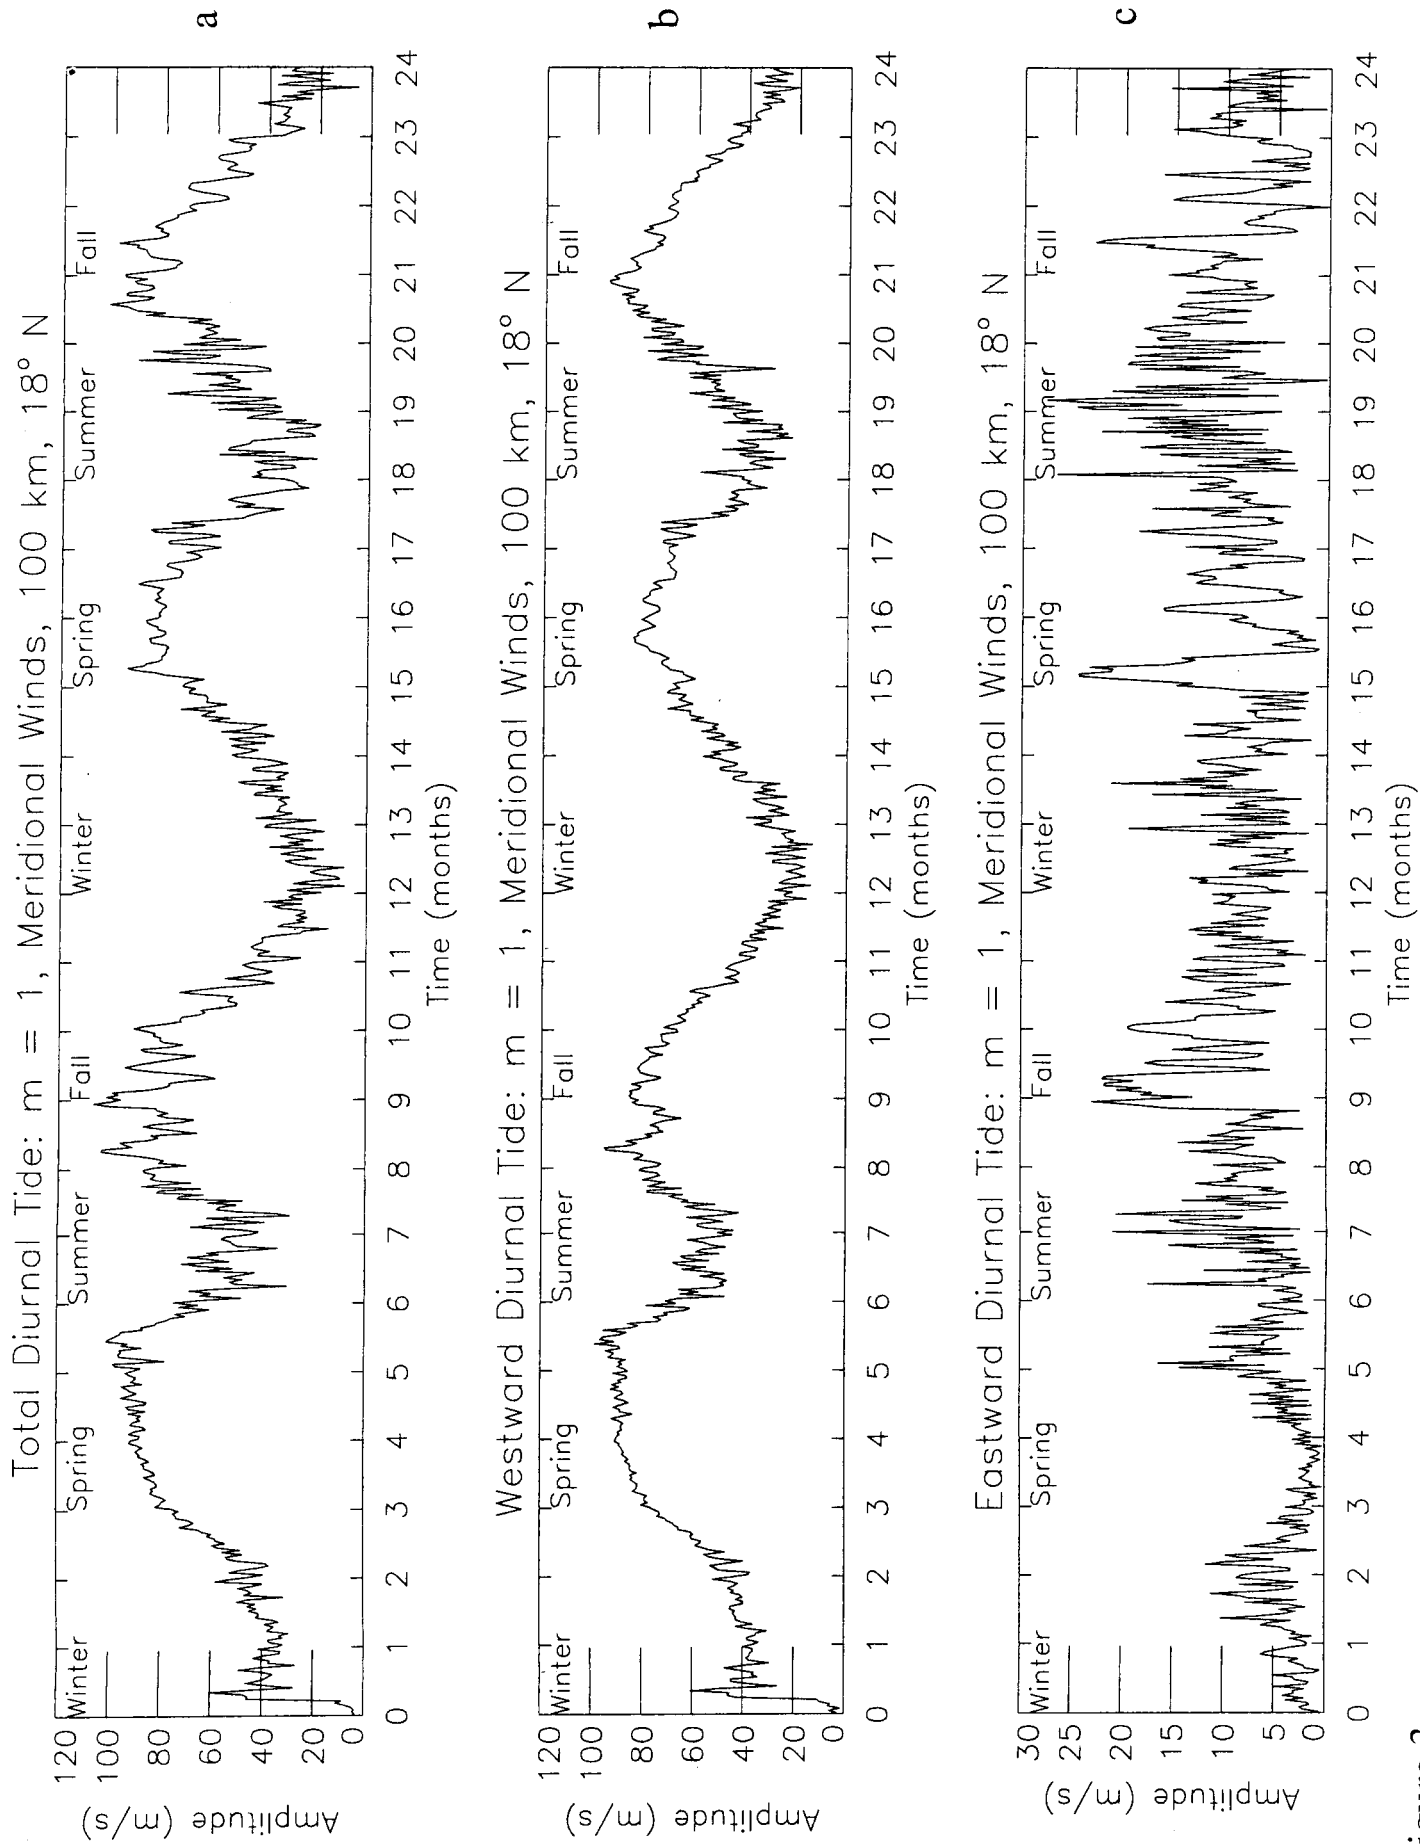 Total Diurnal Tide: m = 1, Meridional Winds, 100 km, 18° N
a
120
100
80
60
40
20
0
Amplitude (m/s)
Winter Spring Summer Fall Winter Spring Summer Fall
0 1 2 3 4 5 6 7 8 9 10 11 12 13 14 15 16 17 18 19 20 21 22 23 24
Time (months)
Westward Diurnal Tide: m = 1, Meridional Winds, 100 km, 18° N
b
120
100
80
60
40
20
0
Amplitude (m/s)
Winter Spring Summer Fall Winter Spring Summer Fall
0 1 2 3 4 5 6 7 8 9 10 11 12 13 14 15 16 17 18 19 20 21 22 23 24
Time (months)
Eastward Diurnal Tide: m = 1, Meridional Winds, 100 km, 18° N
c
30
25
20
15
10
5
0
Amplitude (m/s)
Winter Spring Summer Fall Winter Spring Summer Fall
0 1 2 3 4 5 6 7 8 9 10 11 12 13 14 15 16 17 18 19 20 21 22 23 24
Time (months)